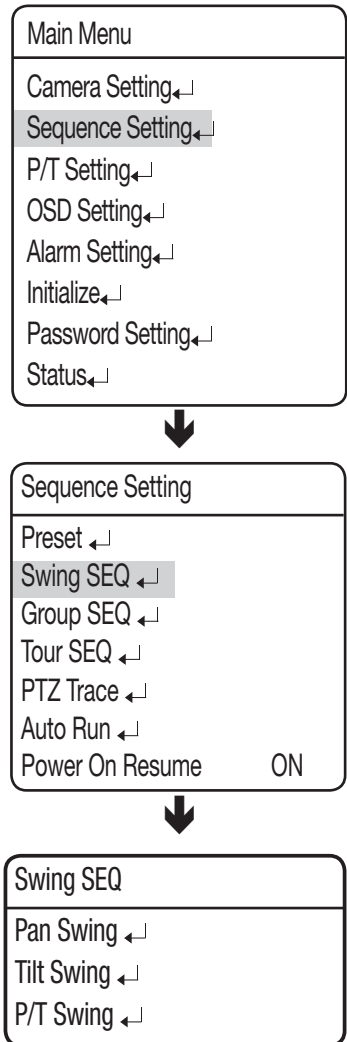 Main Menu
Camera Setting↵
Sequence Setting↵
P/T Setting↵
OSD Setting↵
Alarm Setting↵
Initialize↵
Password Setting↵
Status↵
Sequence Setting
Preset ↵
Swing SEQ ↵
Group SEQ ↵
Tour SEQ ↵
PTZ Trace ↵
Auto Run ↵
Power On Resume ON
Swing SEQ
Pan Swing ↵
Tilt Swing ↵
P/T Swing ↵